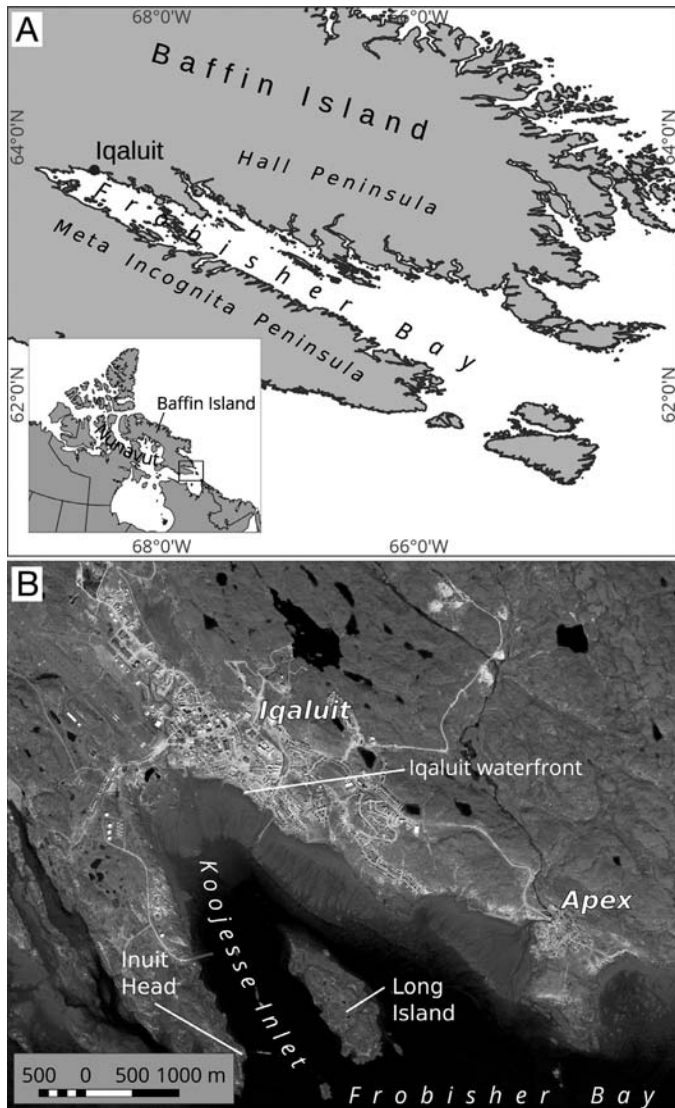 A
68°0'W 66°0'W
Baffin Island
64°0'N
64°0'N
Iqaluit
Hall Peninsula
Frobisher Bay
Meta Incognita Peninsula
62°0'N
62°0'N
Baffin Island
Nunavut
68°0'W 66°0'W
B
Iqaluit
Iqaluit waterfront
Koojesse Inlet
Apex
Inuit
Head
Long
Island
500 0 500 1000 m
Frobisher Bay